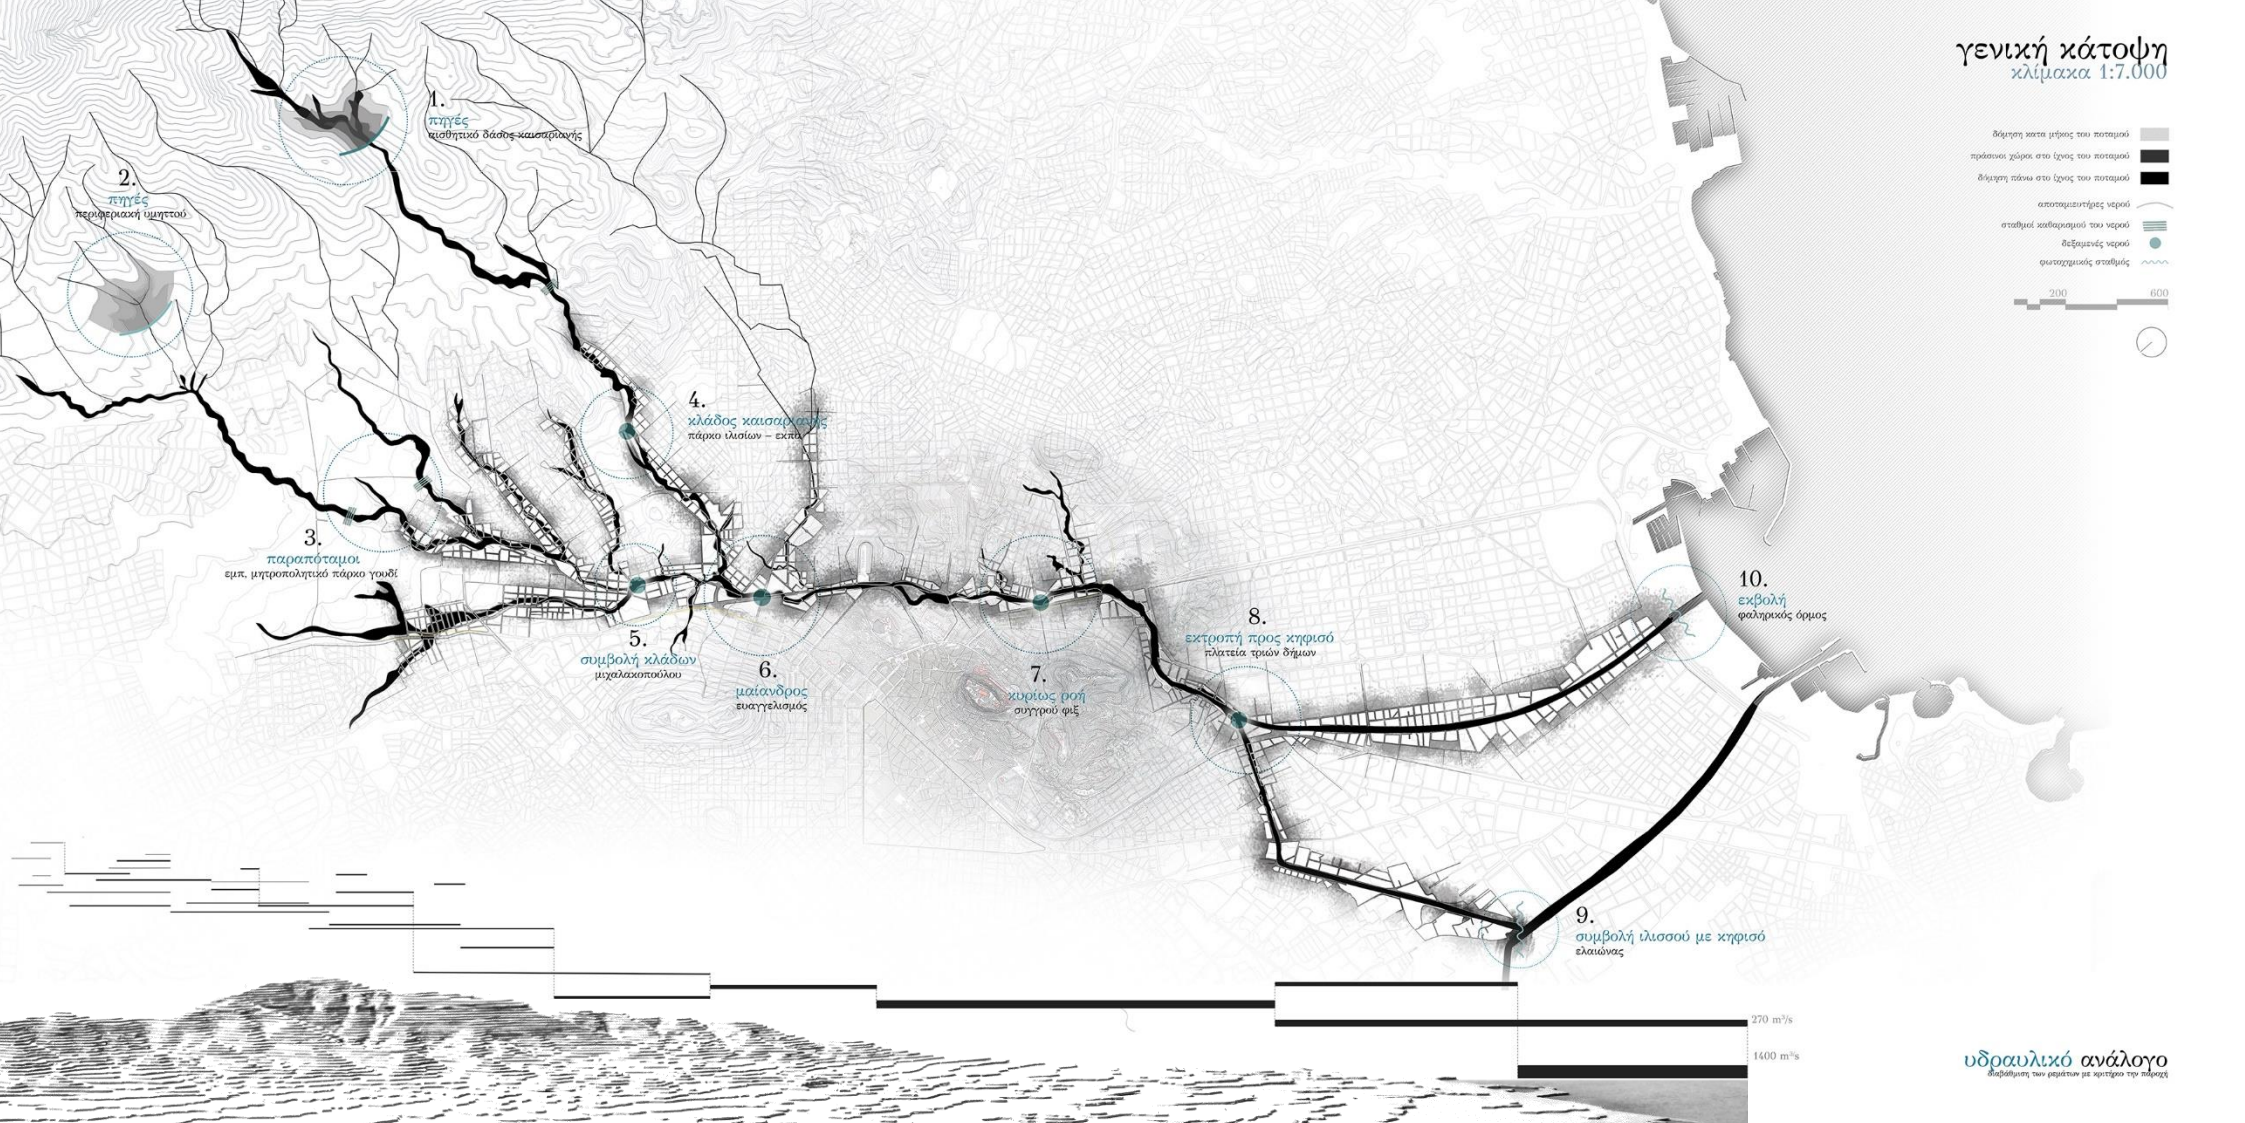 γενική κάτοψη
κλίμακα 1:7.000
δόμηση κατα μήκος του ποταμού
πράσινοι χώροι στο ίχνος του ποταμού
δόμηση πάνω στο ίχνος του ποταμού
αποταμιευτήρες νερού
σταθμοί καθαρισμού του νερού
δεξαμενές νερού
φωτοχημικός σταθμός
200 600
1.
πηγές
αισθητικό δάσος καισαριανής
2.
πηγές
περιφεριακή υμηττού
3.
παραπόταμοι
εμπ, μητροπολιτικό πάρκο γουδί
4.
κλάδος καισαριανής
πάρκο ιλισίων – εκπα
5.
συμβολή κλάδων
μιχαλακοπούλου
6.
μαίανδρος
ευαγγελισμός
7.
κυρίως ροή
συγγρού φιξ
8.
εκτροπή προς κηφισό
πλατεία τριών δήμων
9.
συμβολή ιλισσού με κηφισό
ελαιώνας
10.
εκβολή
φαληρικός όρμος
270 m³/s
1400 m³s
υδραυλικό ανάλογο
διαβάθμιση των ρεμάτων με κριτήριο την παροχή